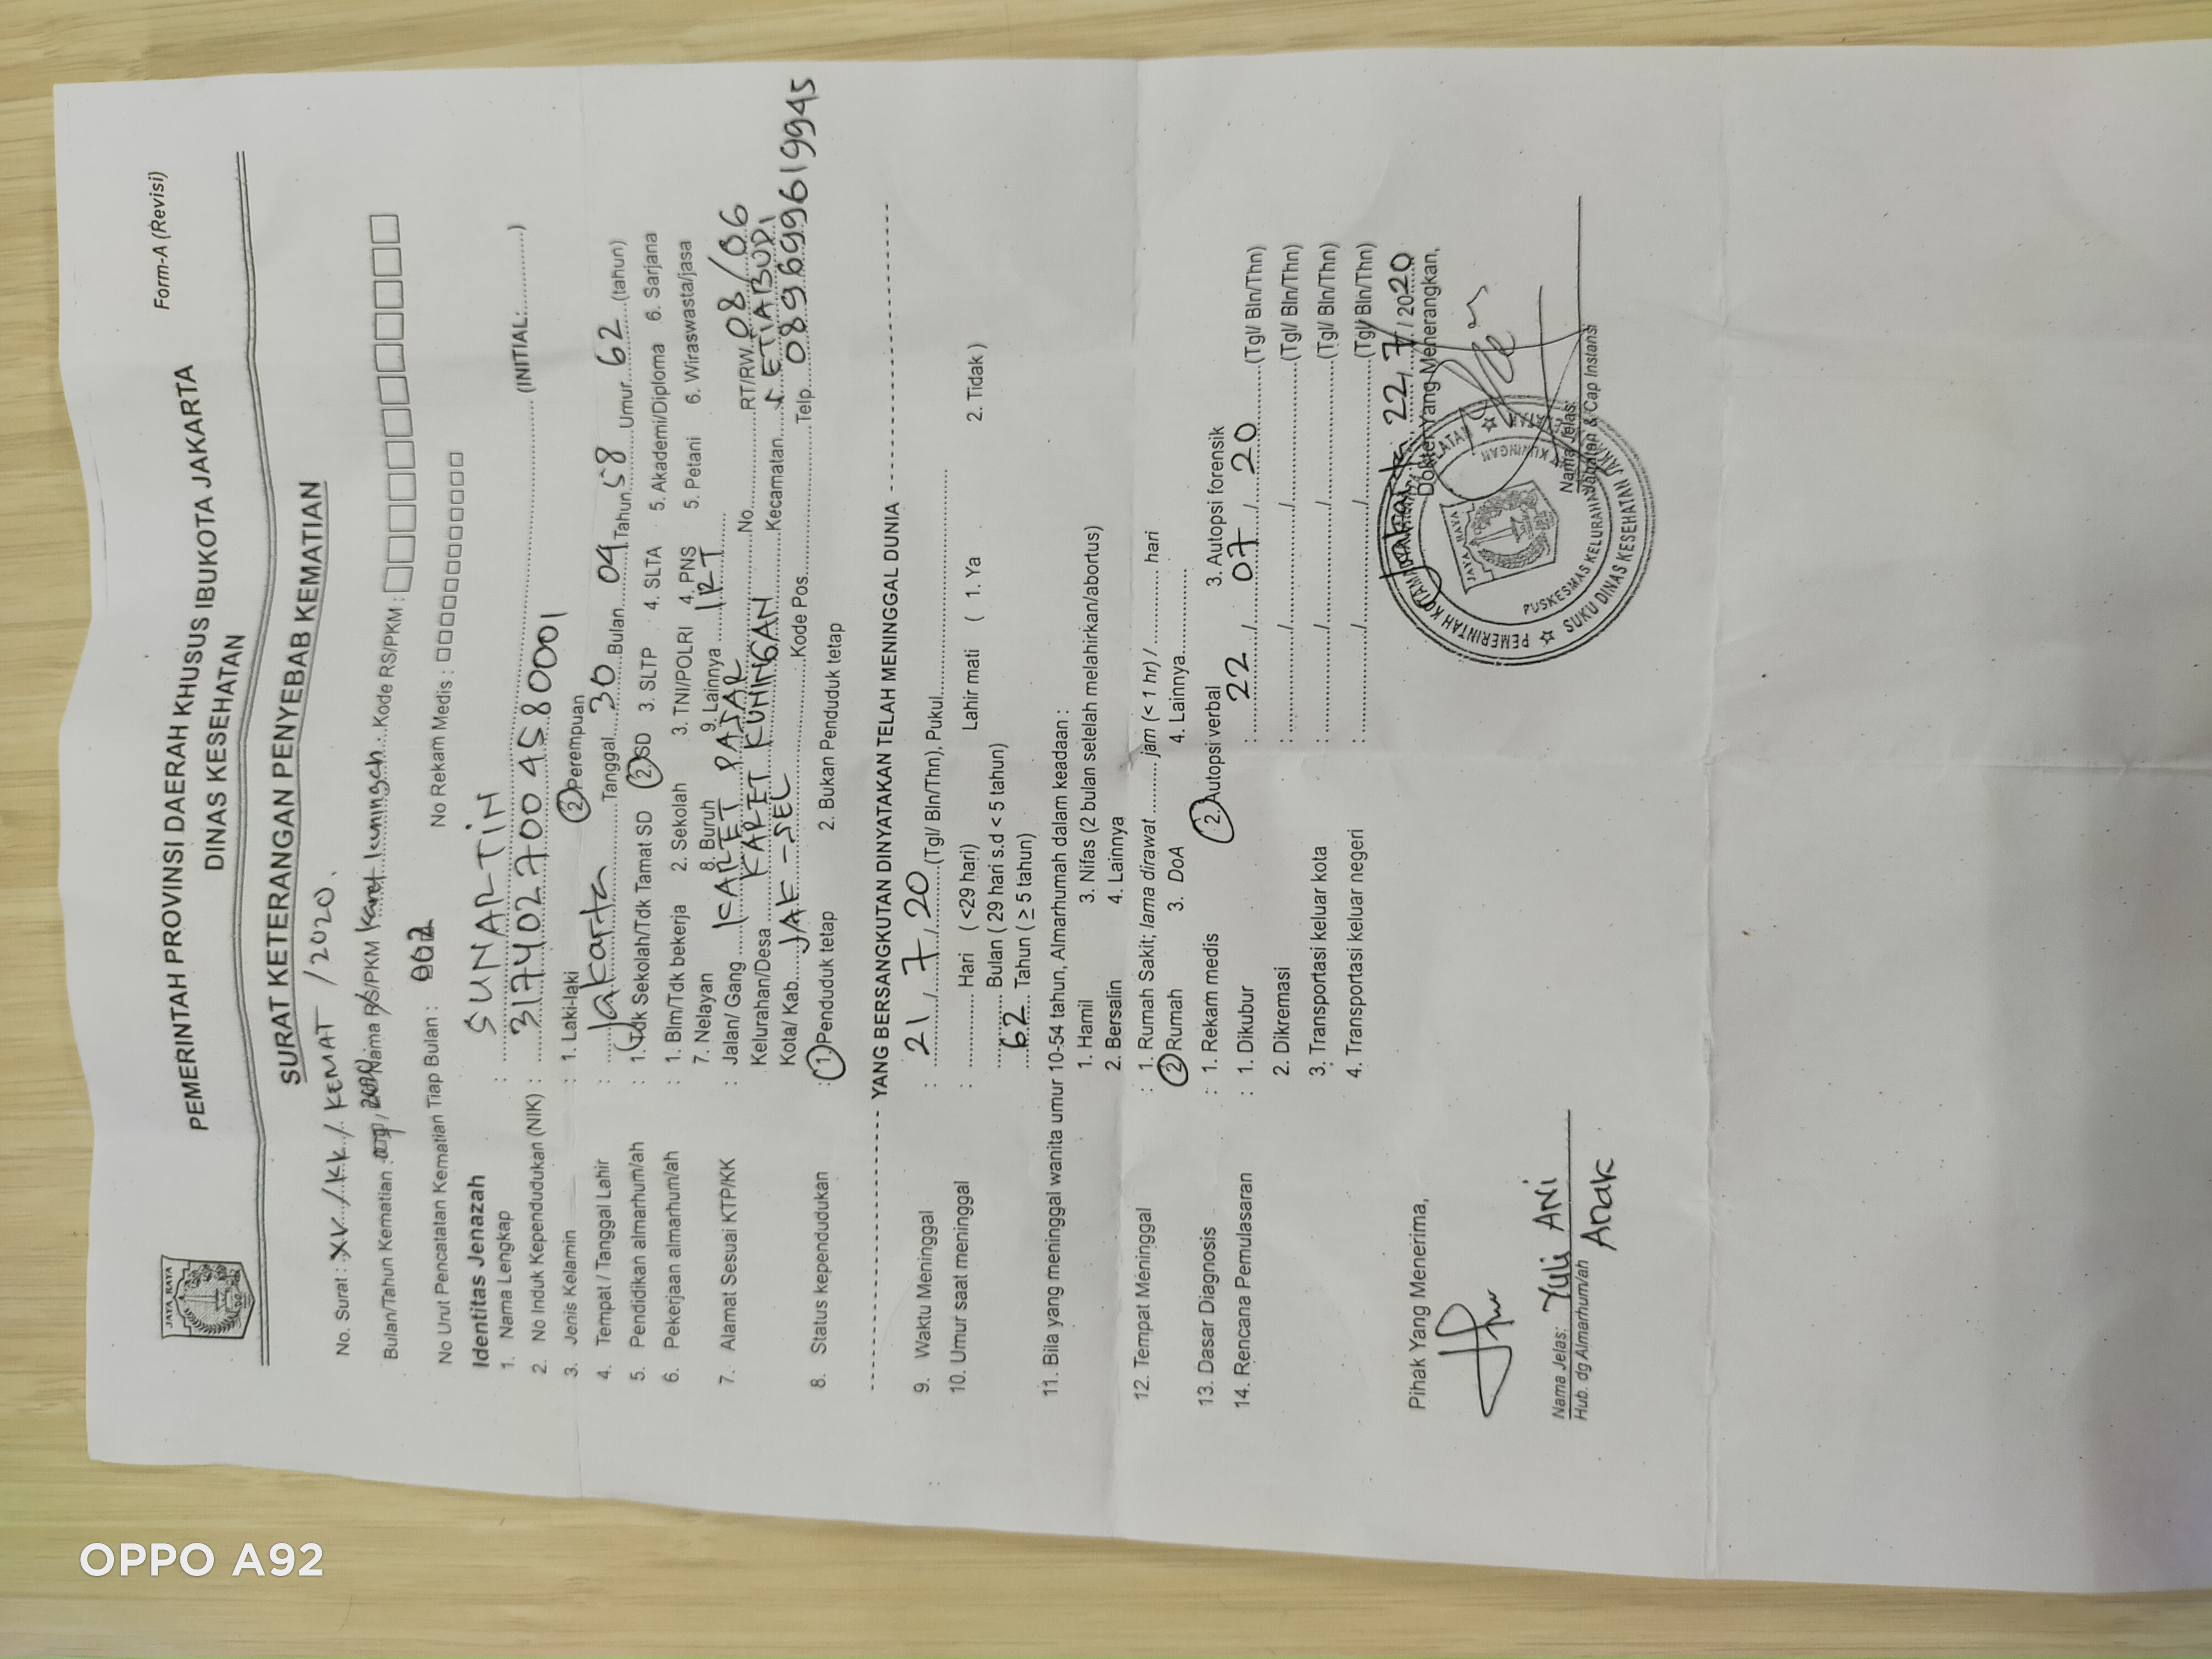 Form-A (Revisi)
JAYA RAYA
PEMERINTAH PROVINSI DAERAH KHUSUS IBUKOTA JAKARTA
DINAS KESEHATAN
SURAT KETERANGAN PENYEBAB KEMATIAN
No. Surat : XV /KK/ KEMAT /2020.
Bulan/Tahun Kematian : Nama RS/PKM Karet kuningan Kode RS/PKM :
No Urut Pencatatan Kematian Tiap Bulan : No Rekam Medis :
Identitas Jenazah
1. Nama Lengkap : SUNARTIN (INITIAL:)
2. No Induk Kependudukan (NIK) : 3174027004580001
3. Jenis Kelamin : 1. Laki-laki 2. Perempuan
4. Tempat / Tanggal Lahir : Jakarta Tanggal 30 Bulan 04 Tahun 58 Umur 62 (tahun)
5. Pendidikan almarhum/ah : 1. Tdk Sekolah/Tdk Tamat SD 2. SD 3. SLTP 4. SLTA 5. Akademi/Diploma 6. Sarjana
6. Pekerjaan almarhum/ah : 1. Blm/Tdk bekerja 2. Sekolah 3. TNI/POLRI 4. PNS 5. Petani 6. Wiraswasta/jasa
7. Nelayan 8. Buruh 9. Lainnya IRT
7. Alamat Sesuai KTP/KK : Jalan/ Gang KARET PASAR No. RT/RW 08/06
Kelurahan/Desa KARET KUNINGAN Kecamatan SETIABUDI
Kota/ Kab. JAK-SEL Kode Pos Telp. 089699619945
8. Status kependudukan : 1. Penduduk tetap 2. Bukan Penduduk tetap
YANG BERSANGKUTAN DINYATAKAN TELAH MENINGGAL DUNIA
9. Waktu Meninggal : 21 / 7 / 20 (Tgl/ Bln/Thn), Pukul
10. Umur saat meninggal : Hari (<29 hari) Lahir mati ( 1. Ya 2. Tidak )
Bulan ( 29 hari s.d < 5 tahun)
62 Tahun ( ≥ 5 tahun)
11. Bila yang meninggal wanita umur 10-54 tahun, Almarhumah dalam keadaan :
1. Hamil 3. Nifas (2 bulan setelah melahirkan/abortus)
2. Bersalin 4. Lainnya
12. Tempat Meninggal : 1. Rumah Sakit; lama dirawat jam (< 1 hr) / hari
2. Rumah 3. DoA 4. Lainnya
13. Dasar Diagnosis : 1. Rekam medis 2. Autopsi verbal 3. Autopsi forensik
14. Rencana Pemulasaran : 1. Dikubur : 22 / 07 / 20 (Tgl/ Bln/Thn)
2. Dikremasi : / / (Tgl/ Bln/Thn)
3. Transportasi keluar kota : / / (Tgl/ Bln/Thn)
4. Transportasi keluar negeri : / / (Tgl/ Bln/Thn)
Jakarta, 22 / 7 / 2020
Pihak Yang Menerima, Dokter Yang Menerangkan,
JAYA RAYA
PUSKESMAS KELURAHAN KARET KUNINGAN
SUKU DINAS KESEHATAN
Nama Jelas: Yuli ANi
Hub. dg Almarhum/ah Anak
Nama Jelas:
Jabatan & Cap Instansi
OPPO A92